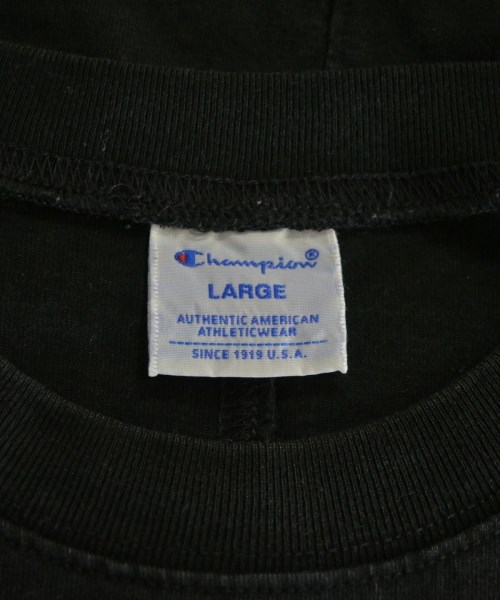 Champion®
LARGE
AUTHENTIC AMERICAN
ATHLETICWEAR
SINCE 1919 U.S.A.